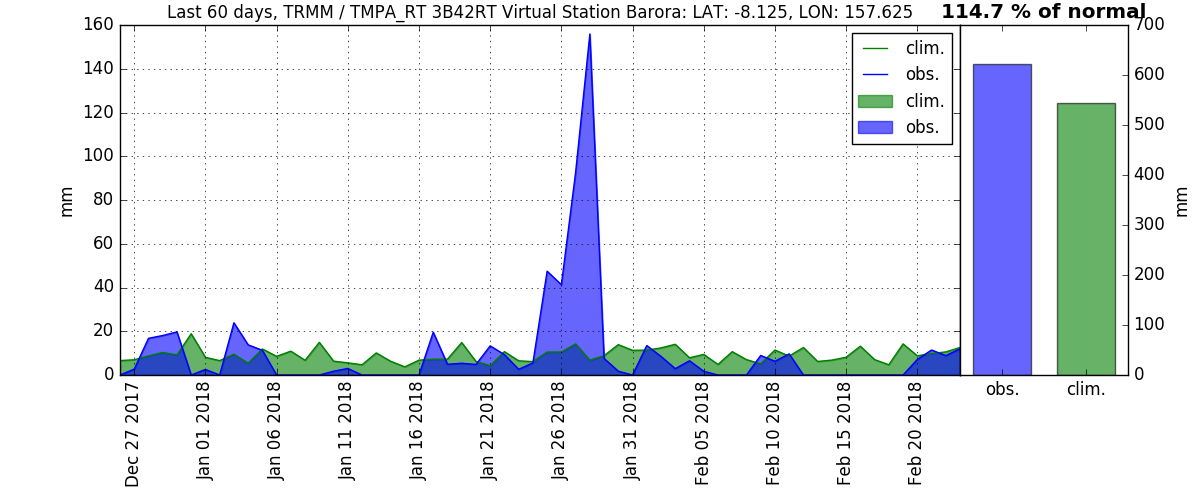 Last 60 days, TRMM / TMPA_RT 3B42RT Virtual Station Barora: LAT: -8.125, LON: 157.625
114.7 % of normal
160
140
120
100
80
60
40
20
0
mm
clim.
obs.
clim.
obs.
Dec 27 2017
Jan 01 2018
Jan 06 2018
Jan 11 2018
Jan 16 2018
Jan 21 2018
Jan 26 2018
Jan 31 2018
Feb 05 2018
Feb 10 2018
Feb 15 2018
Feb 20 2018
700
600
500
400
300
200
100
0
mm
obs.
clim.